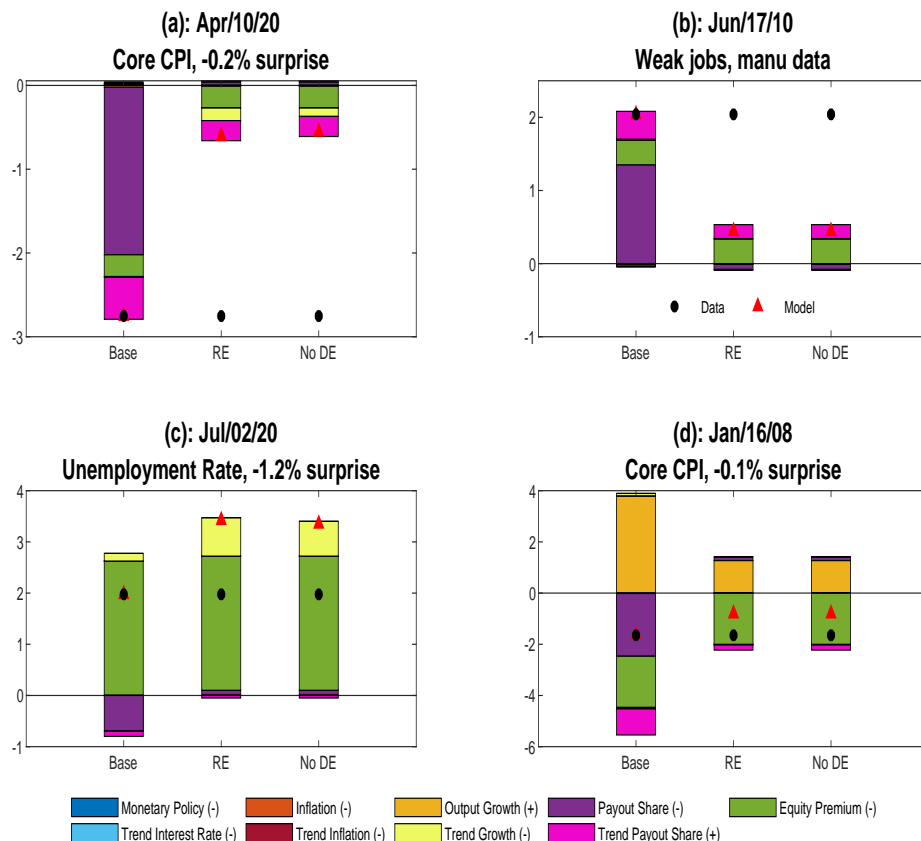 (a): Apr/10/20
Core CPI, -0.2% surprise
0
-1
-2
-3
Base
RE
No DE
(b): Jun/17/10
Weak jobs, manu data
2
1
0
-1
Data
Model
Base
RE
No DE
(c): Jul/02/20
Unemployment Rate, -1.2% surprise
4
3
2
1
0
-1
Base
RE
No DE
(d): Jan/16/08
Core CPI, -0.1% surprise
4
2
0
-2
-4
-6
Base
RE
No DE
Monetary Policy (-)
Inflation (-)
Output Growth (+)
Payout Share (-)
Equity Premium (-)
Trend Interest Rate (-)
Trend Inflation (-)
Trend Growth (-)
Trend Payout Share (+)